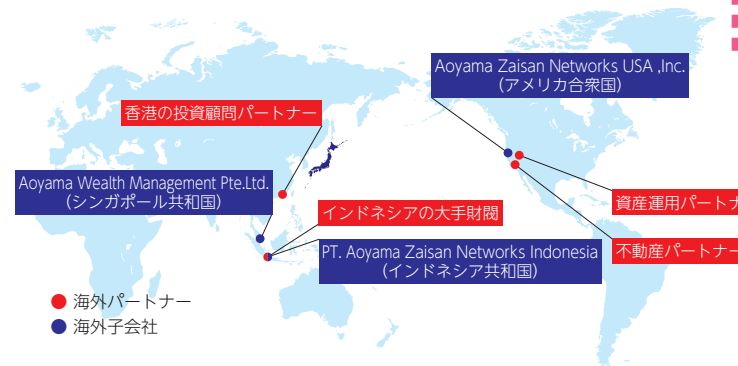 Aoyama Zaisan Networks USA ,Inc.
(アメリカ合衆国)
香港の投資顧問パートナー
Aoyama Wealth Management Pte.Ltd.
(シンガポール共和国)
資産運用パートナ
インドネシアの大手財閥
PT. Aoyama Zaisan Networks Indonesia
(インドネシア共和国)
不動産パートナー
海外パートナー
海外子会社